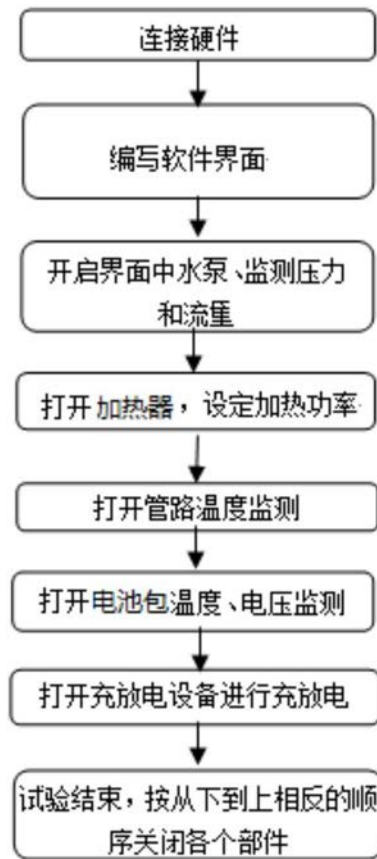 连接硬件
编写软件界面
开启界面中水泵、监测压力
和流量
打开加热器，设定加热功率
打开管路温度监测
打开电池包温度、电压监测
打开充放电设备进行充放电
试验结束，按从下到上相反的顺
序关闭各个部件